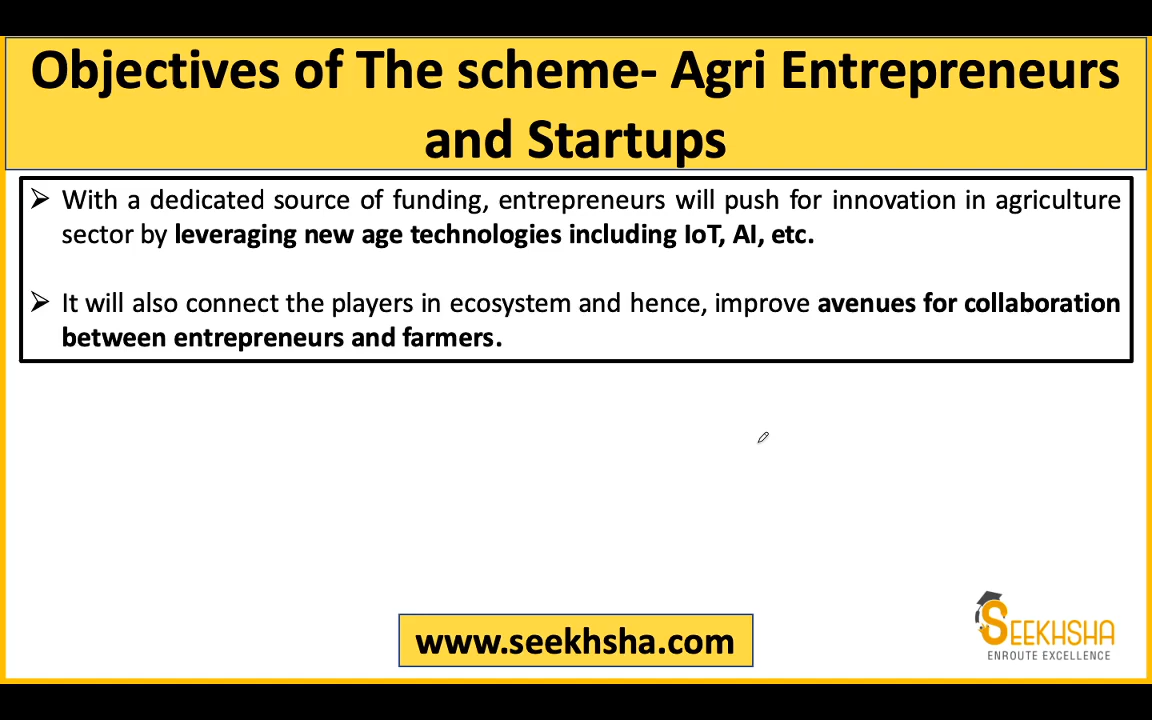 Objectives of The scheme- Agri Entrepreneurs
and Startups
➢ With a dedicated source of funding, entrepreneurs will push for innovation in agriculture
sector by leveraging new age technologies including IoT, AI, etc.
➢ It will also connect the players in ecosystem and hence, improve avenues for collaboration
between entrepreneurs and farmers.
www.seekhsha.com
SEEKHSHA
ENROUTE EXCELLENCE